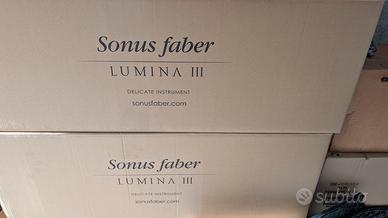 Sonus faber
LUMINA III
DELICATE INSTRUMENT
sonusfaber.com
Sonus faber
LUMINA III
DELICATE INSTRUMENT
sonusfaber.com
subito